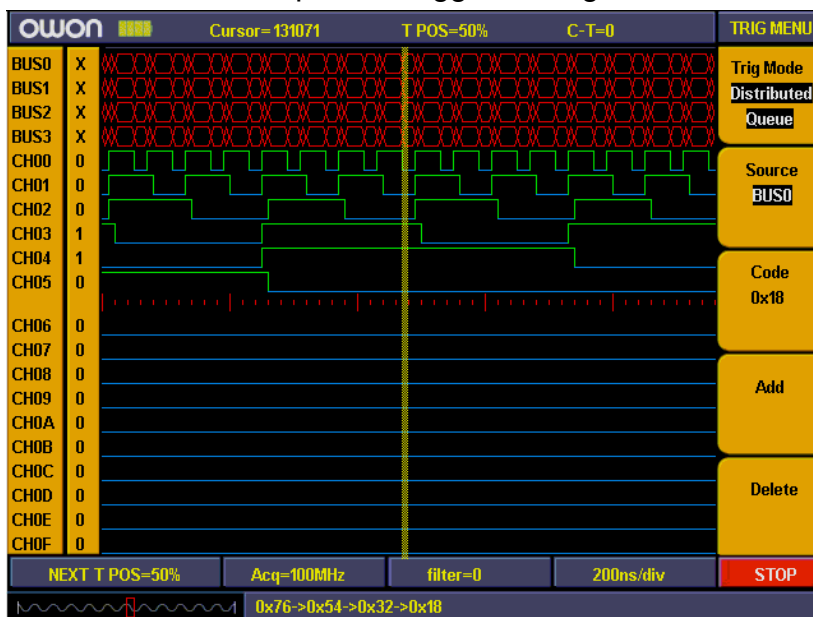 owon Cursor=131071 T POS=50% C-T=0 TRIG MENU
BUS0 X
BUS1 X
BUS2 X
BUS3 X
CH00 0
CH01 0
CH02 0
CH03 1
CH04 1
CH05 0
CH06 0
CH07 0
CH08 0
CH09 0
CH0A 0
CH0B 0
CH0C 0
CH0D 0
CH0E 0
CH0F 0
Trig Mode
Distributed
Queue
Source
BUS0
Code
0x18
Add
Delete
NEXT T POS=50% Acq=100MHz filter=0 200ns/div STOP
0x76->0x54->0x32->0x18